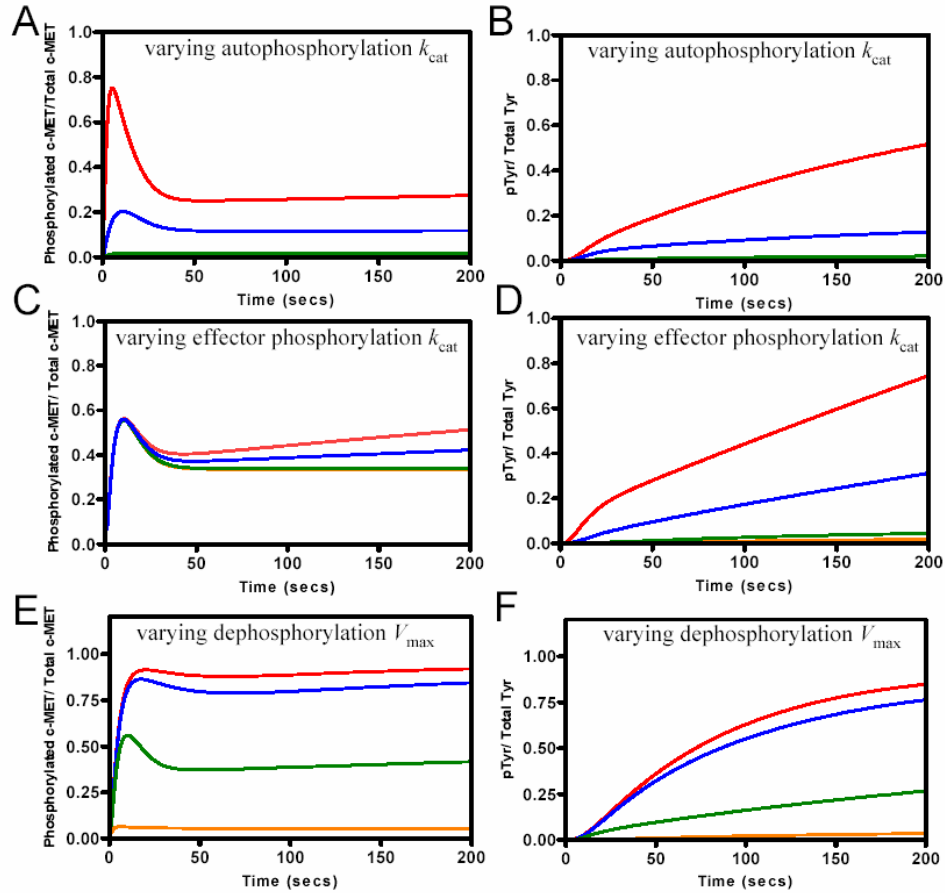 A
varying autophosphorylation kcat
Phosphorylated c-MET/Total c-MET
1.0
0.8
0.6
0.4
0.2
0.0
0 50 100 150 200
Time (secs)
B
varying autophosphorylation kcat
pTyr/ Total Tyr
1.0
0.8
0.6
0.4
0.2
0.0
0 50 100 150 200
Time (secs)
C
varying effector phosphorylation kcat
Phosphorylated c-MET/ Total c-MET
1.0
0.8
0.6
0.4
0.2
0.0
0 50 100 150 200
Time (secs)
D
varying effector phosphorylation kcat
pTyr/ Total Tyr
1.0
0.8
0.6
0.4
0.2
0.0
0 50 100 150 200
Time (secs)
E
varying dephosphorylation Vmax
Phosphorylated c-MET/ Total c-MET
1.00
0.75
0.50
0.25
0.00
0 50 100 150 200
Time (secs)
F
varying dephosphorylation Vmax
pTyr/ Total Tyr
1.00
0.75
0.50
0.25
0.00
0 50 100 150 200
Time (secs)